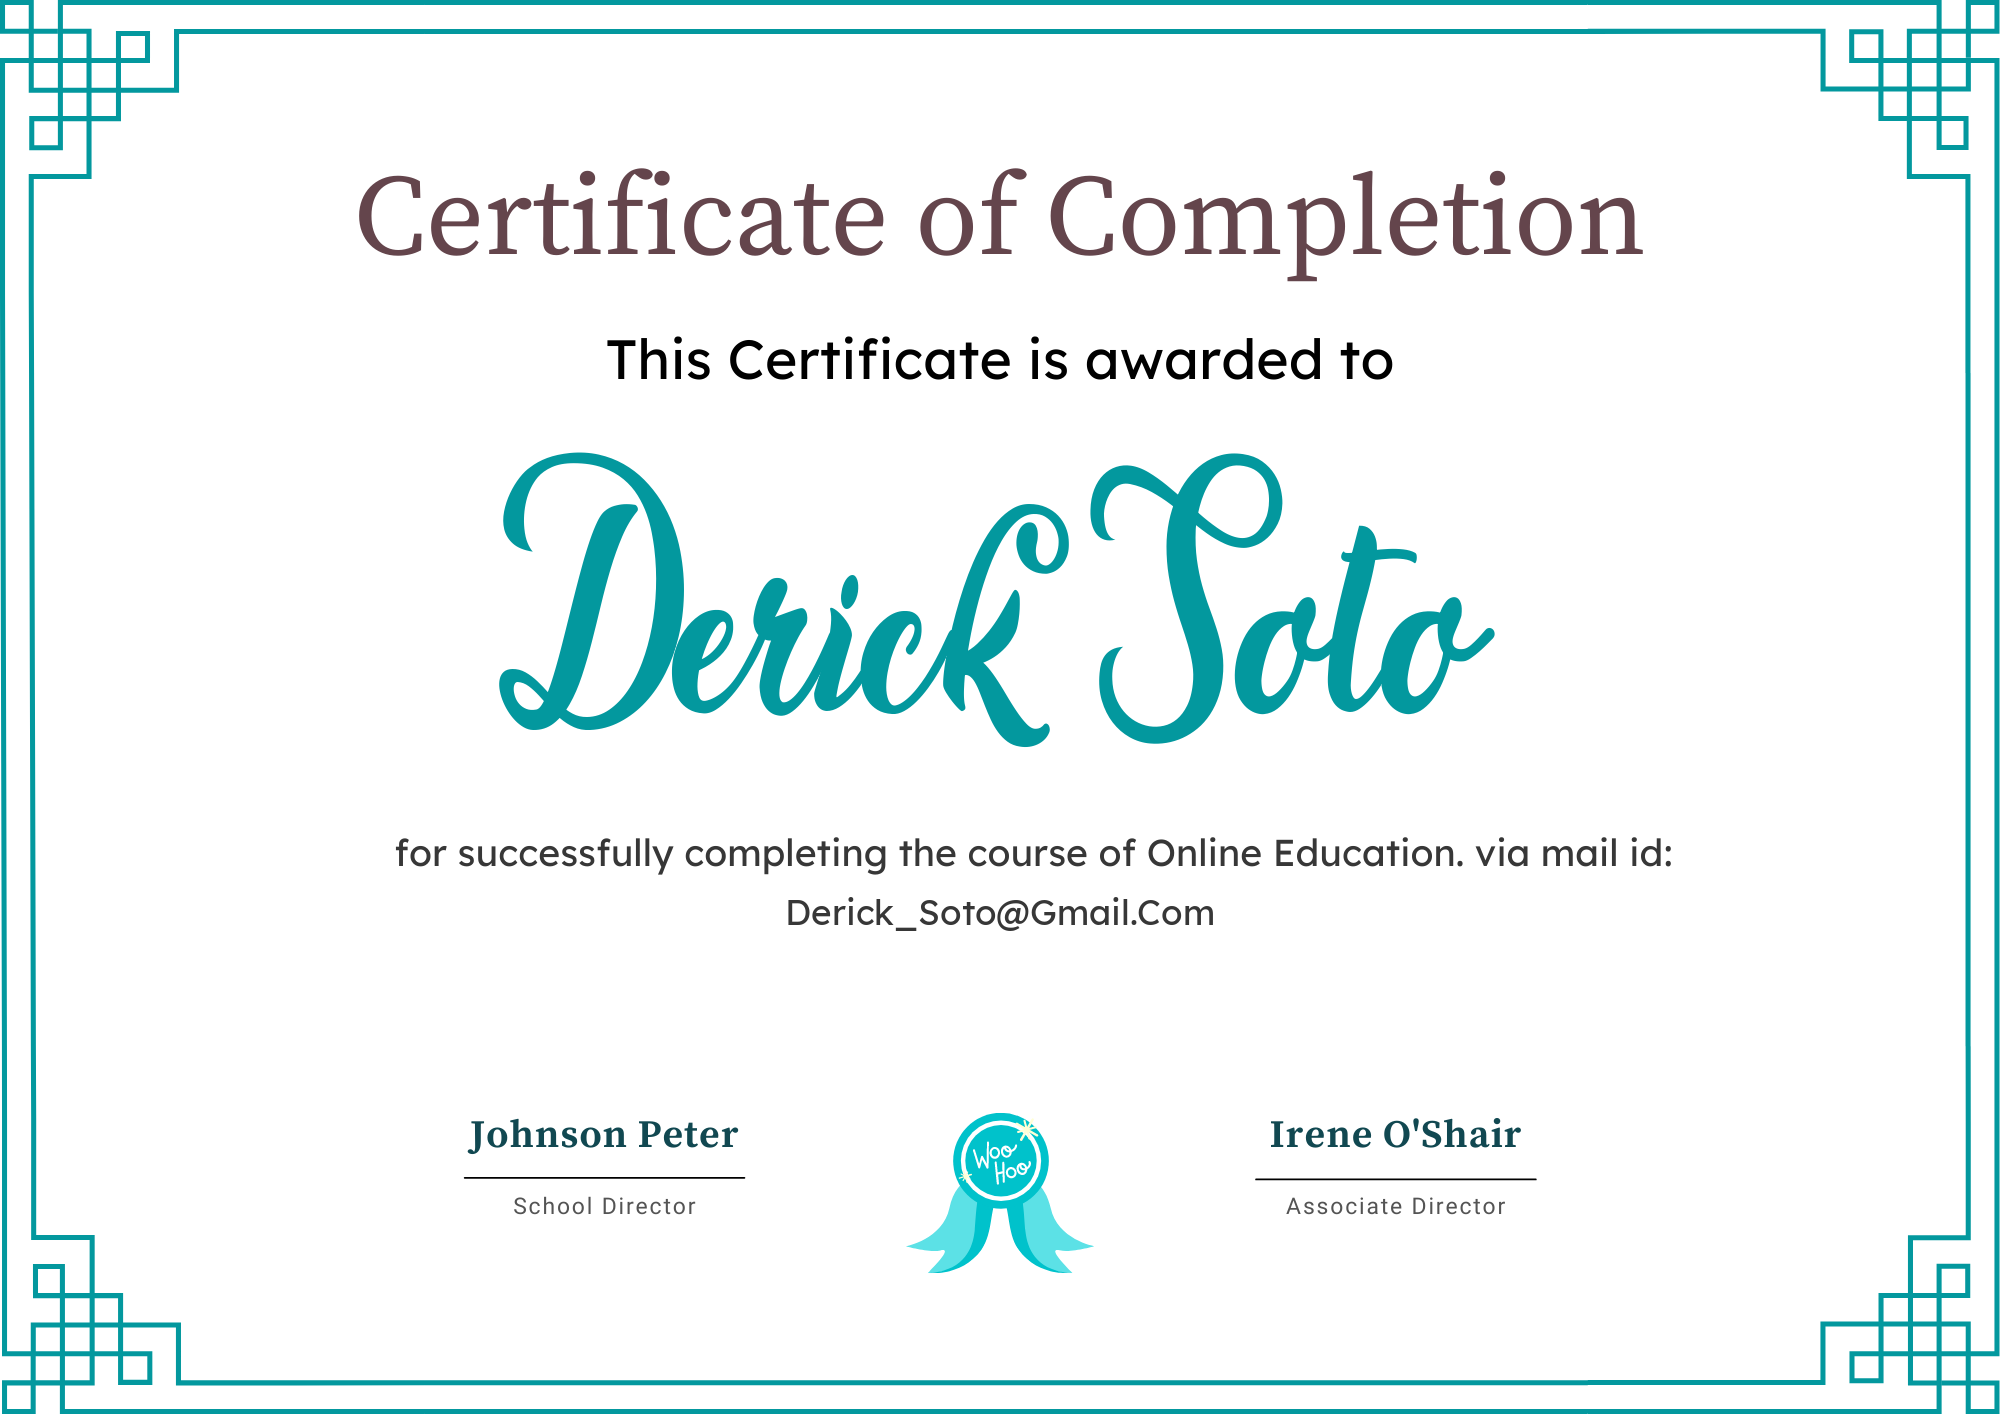 Certificate of Completion
This Certificate is awarded to
Derick Soto
for successfully completing the course of Online Education. via mail id:
Derick_Soto@Gmail.Com
Johnson Peter
School Director
Woo
Hoo
Irene O'Shair
Associate Director